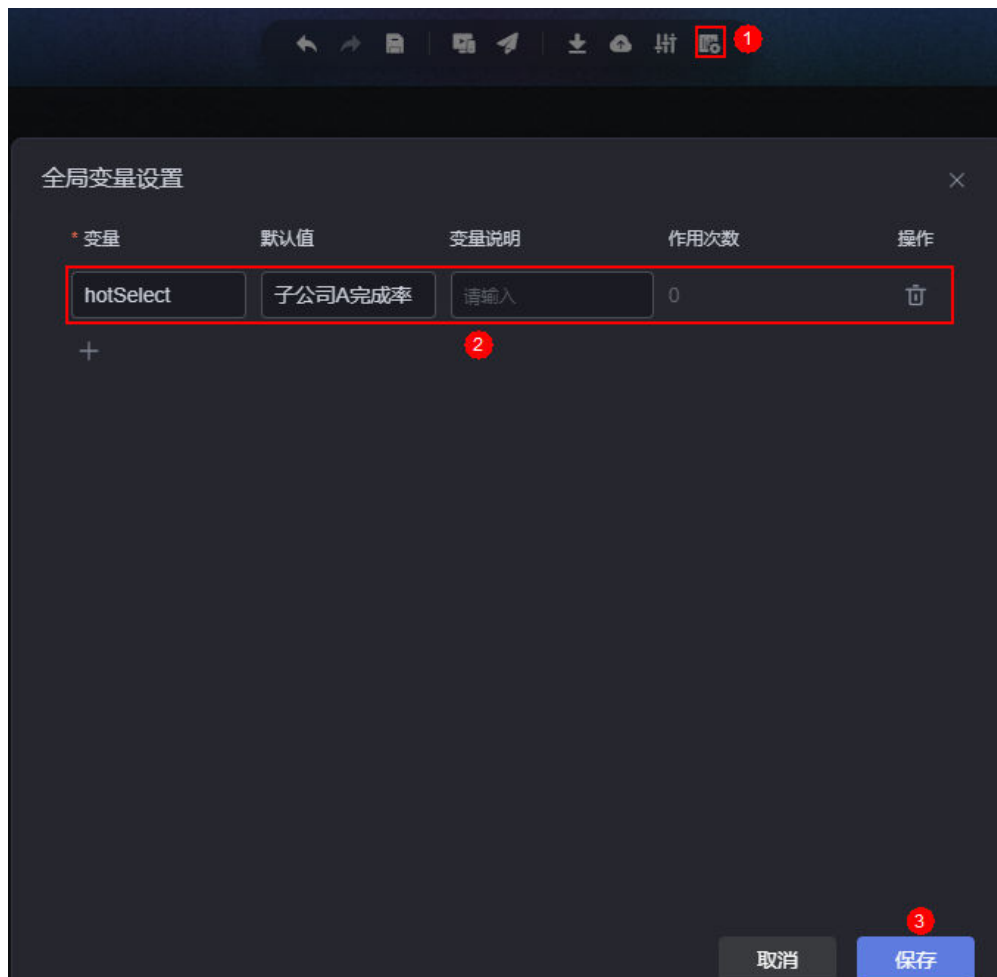 1
全局变量设置
* 变量 默认值 变量说明 作用次数 操作
hotSelect 子公司A完成率 请输入 0
2
3
取消 保存